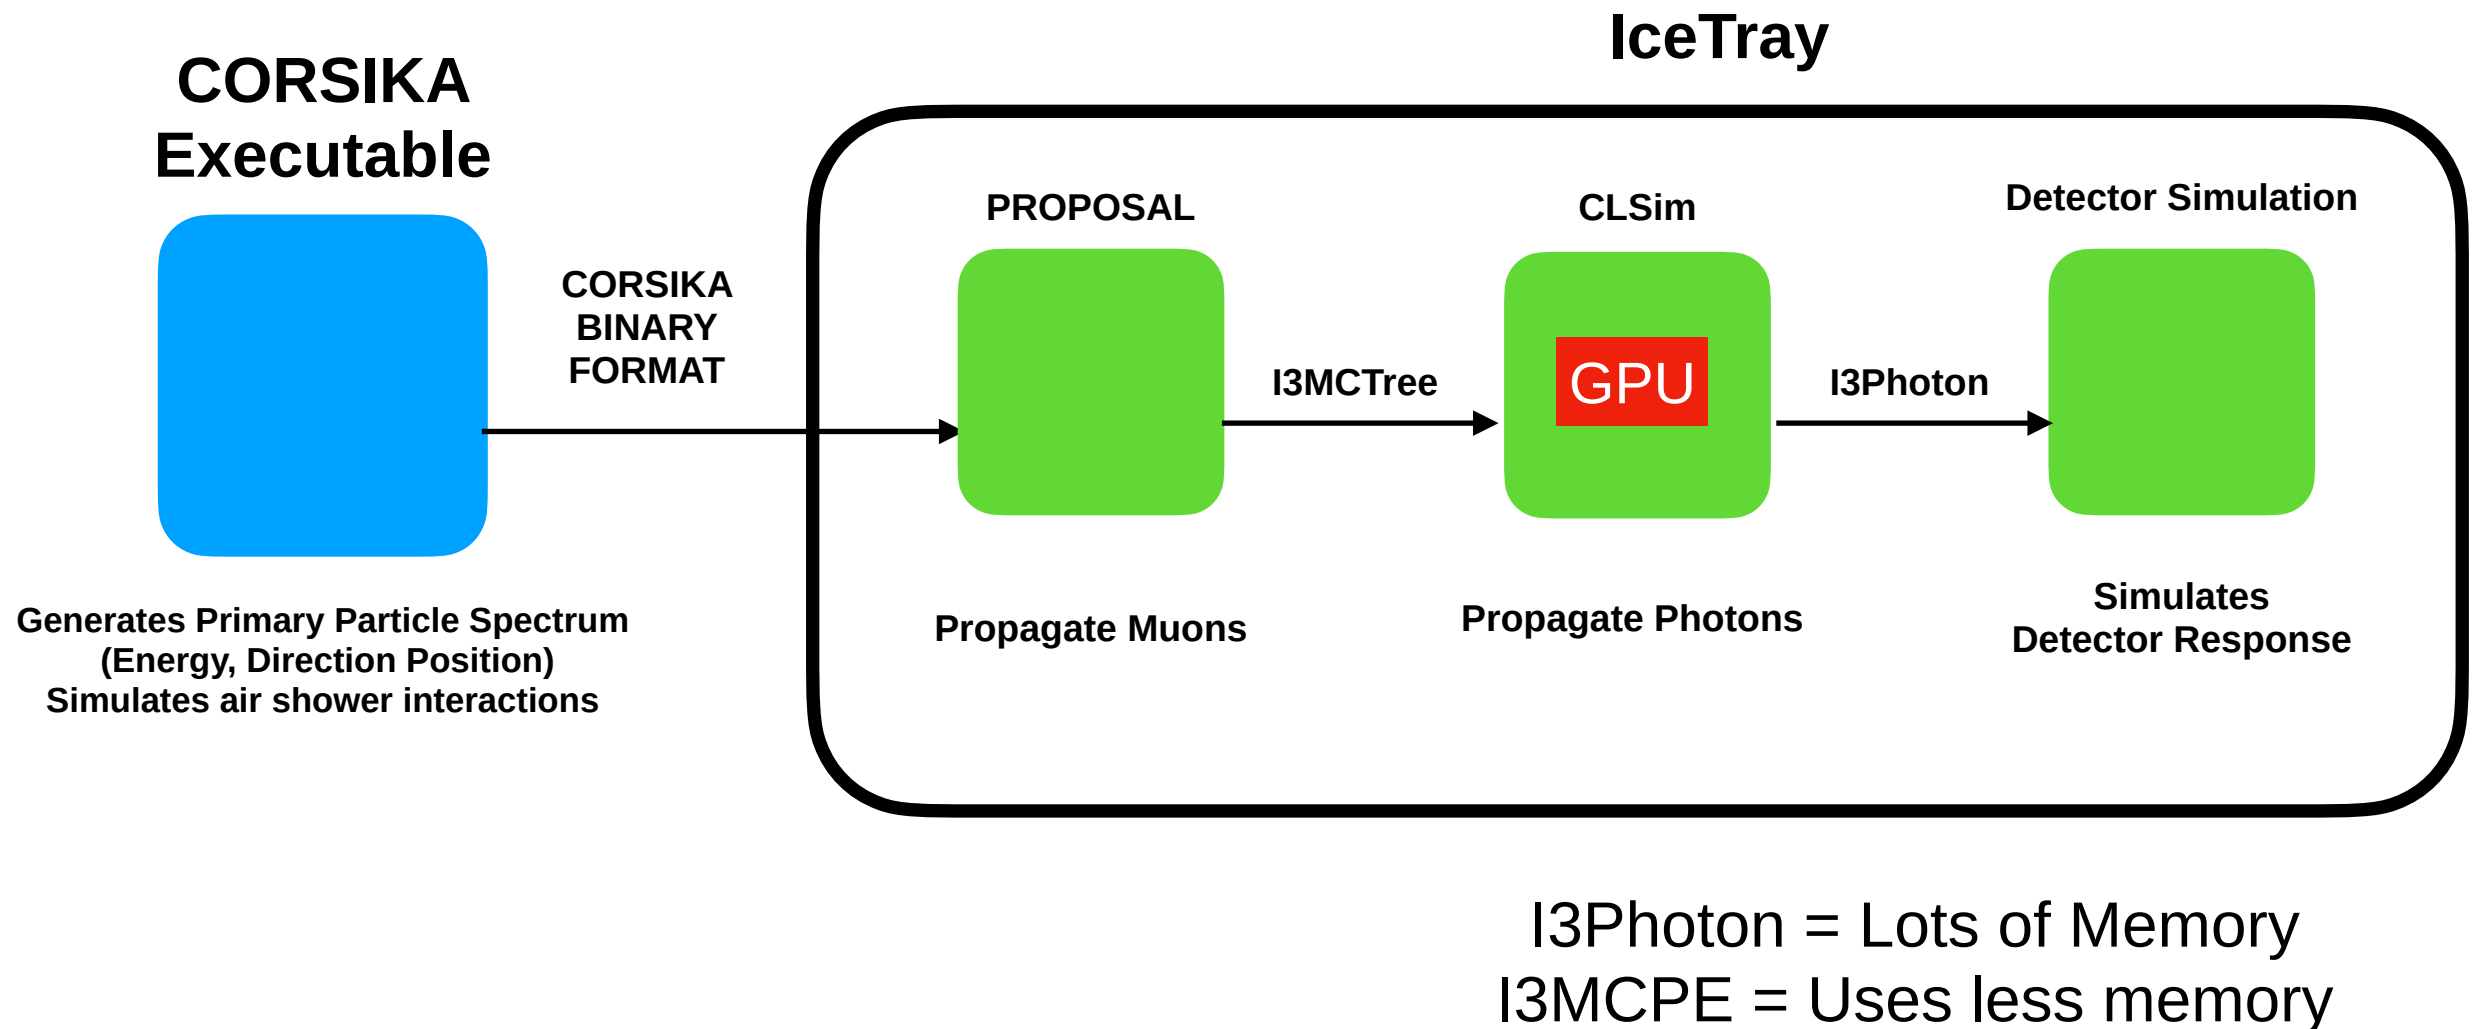 IceTray
CORSIKA
Executable
PROPOSAL
CLSim
Detector Simulation
CORSIKA
BINARY
FORMAT
I3MCTree
GPU
I3Photon
Generates Primary Particle Spectrum
(Energy, Direction Position)
Simulates air shower interactions
Propagate Muons
Propagate Photons
Simulates
Detector Response
I3Photon = Lots of Memory
I3MCPE = Uses less memory